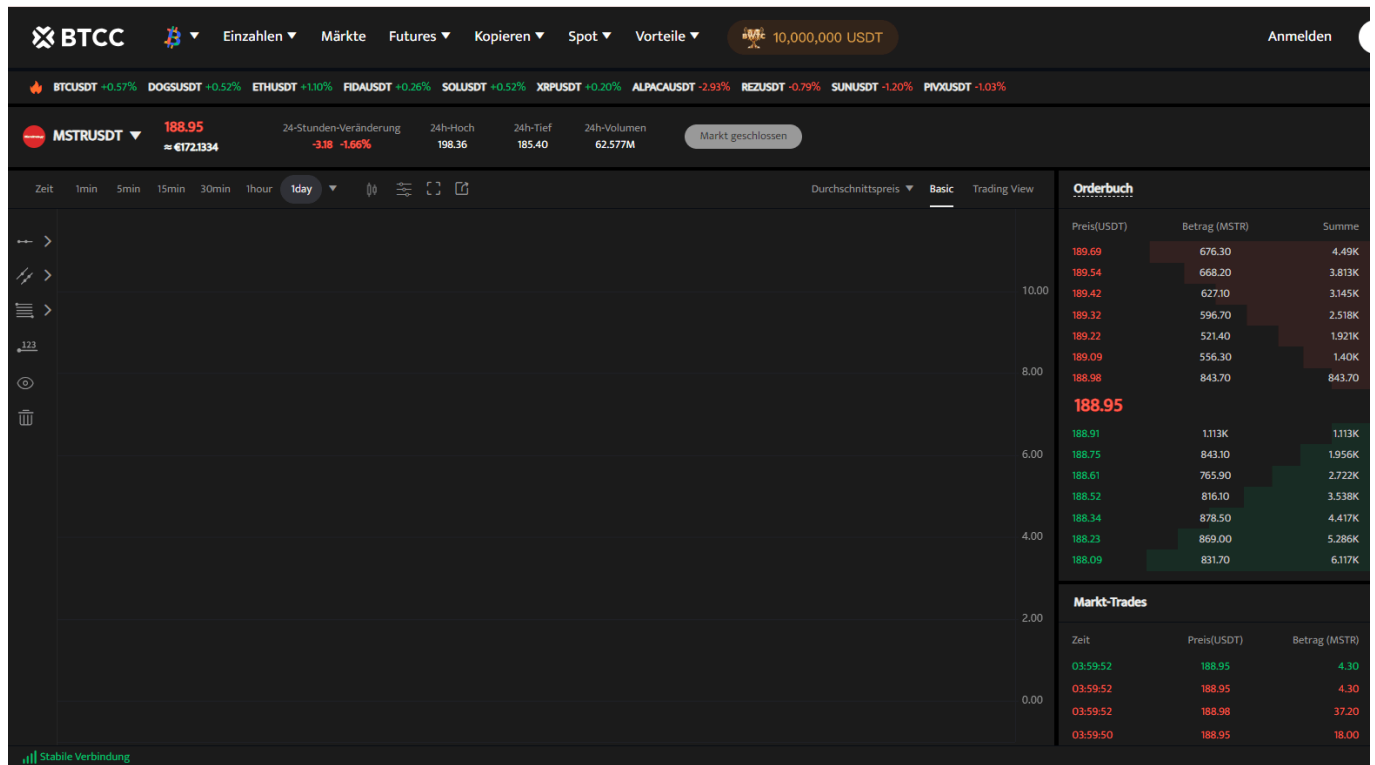 BTCC Einzahlen Märkte Futures Kopieren Spot Vorteile 10,000,000 USDT Anmelden
BTCUSDT +0.57% DOGSUSDT +0.52% ETHUSDT +1.10% FIDAUSDT +0.26% SOLUSDT +0.52% XRPUSDT +0.20% ALPACAUSDT -2.93% REZUSDT -0.79% SUNUSDT -1.20% PIVXUSDT -1.03%
MSTRUSDT 188.95 24-Stunden-Veränderung 24h-Hoch 24h-Tief 24h-Volumen Markt geschlossen
≈ €172.1334 -3.18 -1.66% 198.36 185.40 62.577M
Zeit 1min 5min 15min 30min 1hour 1day Durchschnittspreis Basic Trading View
10.00
8.00
6.00
4.00
2.00
0.00
123
Orderbuch
Preis(USDT) Betrag (MSTR) Summe
189.69 676.30 4.49K
189.54 668.20 3.813K
189.42 627.10 3.145K
189.32 596.70 2.518K
189.22 521.40 1.921K
189.09 556.30 1.40K
188.98 843.70 843.70
188.95
188.91 1.113K 1.113K
188.75 843.10 1.956K
188.61 765.90 2.722K
188.52 816.10 3.538K
188.34 878.50 4.417K
188.23 869.00 5.286K
188.09 831.70 6.117K
Markt-Trades
Zeit Preis(USDT) Betrag (MSTR)
03:59:52 188.95 4.30
03:59:52 188.95 4.30
03:59:52 188.98 37.20
03:59:50 188.95 18.00
Stabile Verbindung